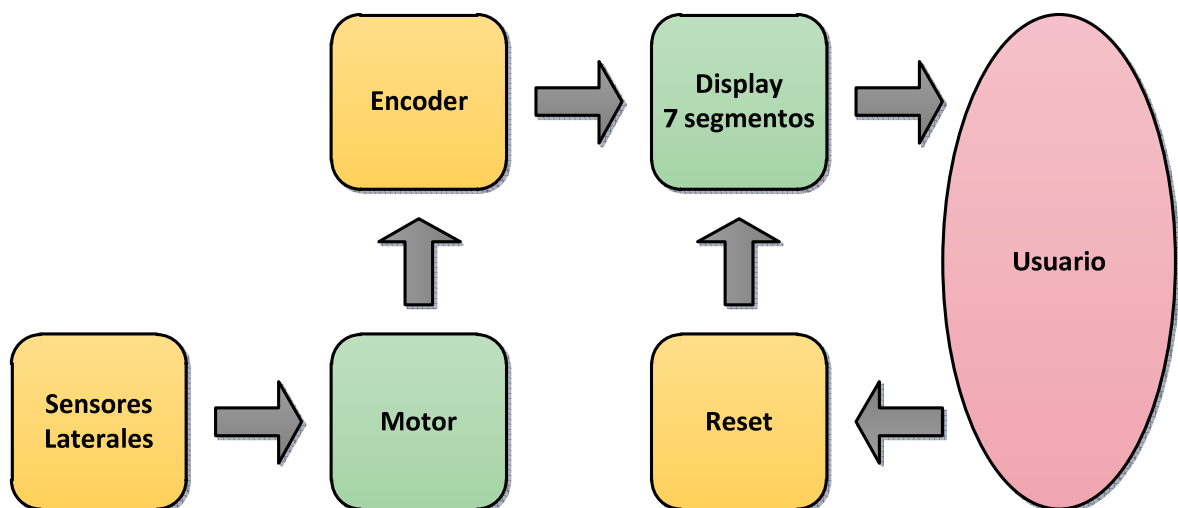 Encoder
Display
7 segmentos
Usuario
Sensores
Laterales
Motor
Reset